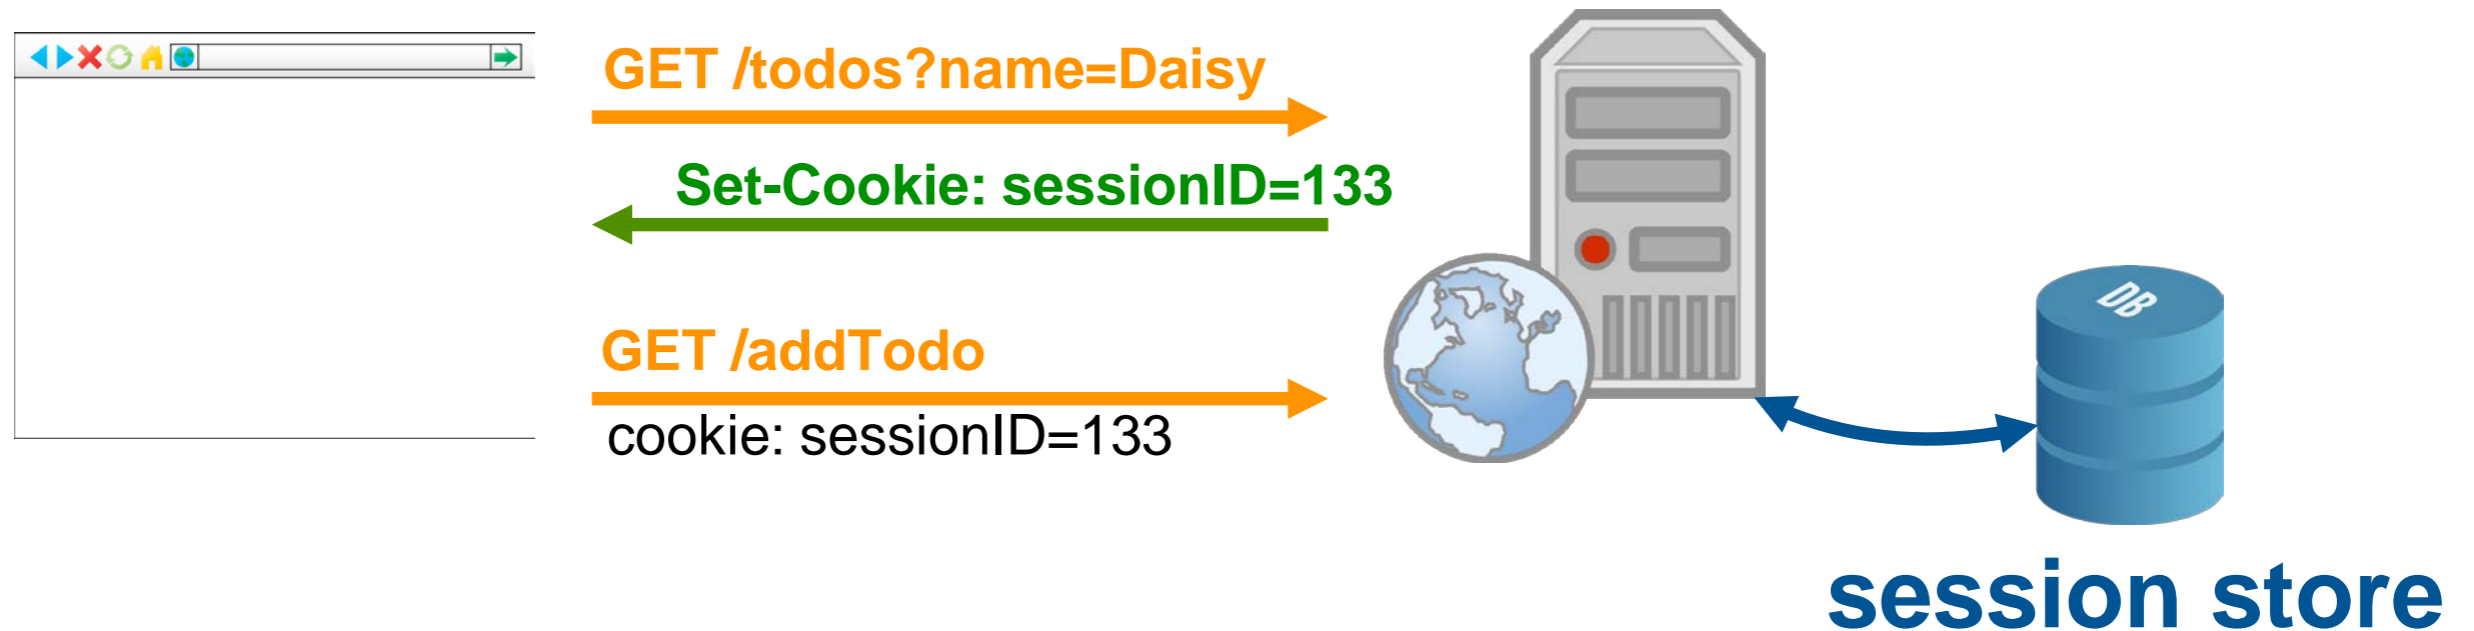 GET /todos?name=Daisy
Set-Cookie: sessionID=133
GET /addTodo
cookie: sessionID=133
DB
session store